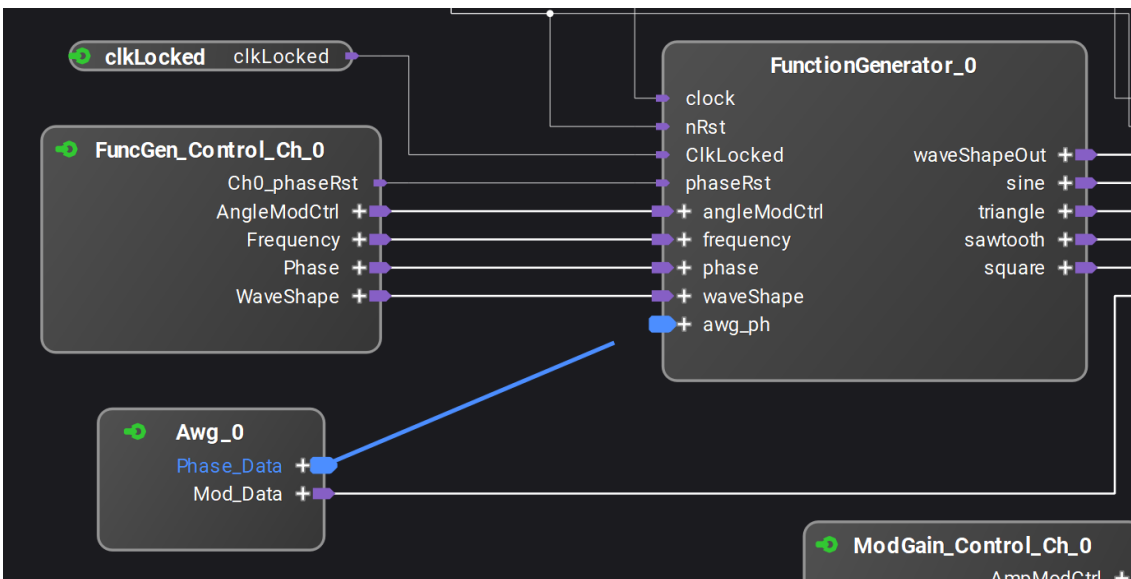 clkLocked clkLocked
FuncGen_Control_Ch_0
Ch0_phaseRst
AngleModCtrl
Frequency
Phase
WaveShape
Awg_0
Phase_Data
Mod_Data
FunctionGenerator_0
clock
nRst
ClkLocked
phaseRst
angleModCtrl
frequency
phase
waveShape
awg_ph
waveShapeOut
sine
triangle
sawtooth
square
ModGain_Control_Ch_0
AmpModCtrl